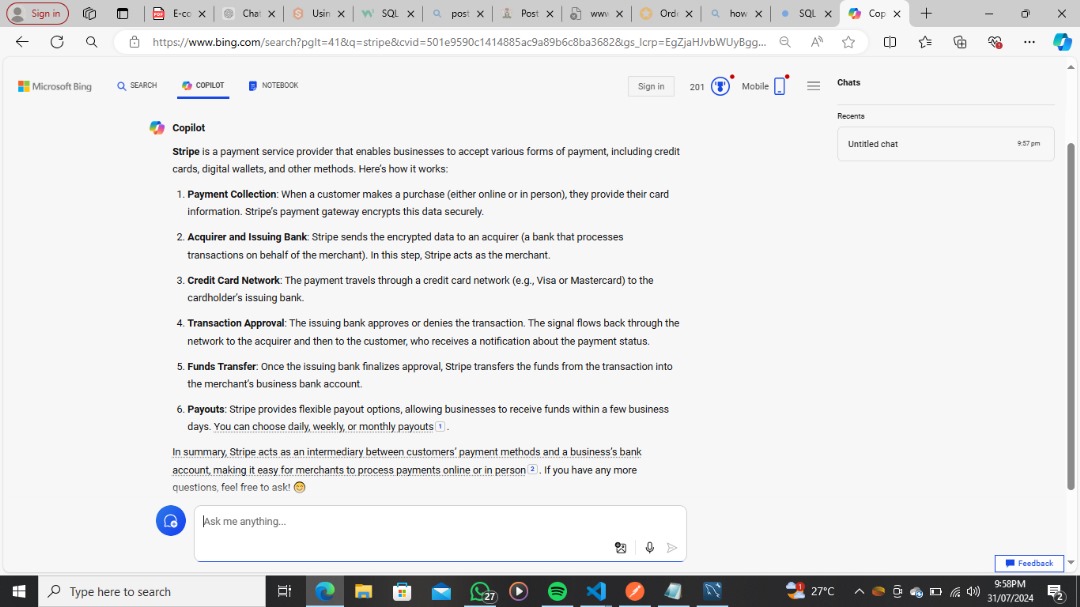 Sign in
E-co
Chat
Usin
SQL
post
Post
www
Orde
how
SQL
Cop
https://www.bing.com/search?pglt=41&q=stripe&cvid=501e9590c1414885ac9a89b6c8ba3682&gs_lcrp=EgZjaHJvbWUyBgg...
Microsoft Bing
SEARCH
COPILOT
NOTEBOOK
Sign in
201
Mobile
Chats
Recents
Untitled chat
9:57 pm
Copilot
Stripe is a payment service provider that enables businesses to accept various forms of payment, including credit
cards, digital wallets, and other methods. Here's how it works:
1. Payment Collection: When a customer makes a purchase (either online or in person), they provide their card
information. Stripe's payment gateway encrypts this data securely.
2. Acquirer and Issuing Bank: Stripe sends the encrypted data to an acquirer (a bank that processes
transactions on behalf of the merchant). In this step, Stripe acts as the merchant.
3. Credit Card Network: The payment travels through a credit card network (e.g., Visa or Mastercard) to the
cardholder's issuing bank.
4. Transaction Approval: The issuing bank approves or denies the transaction. The signal flows back through the
network to the acquirer and then to the customer, who receives a notification about the payment status.
5. Funds Transfer: Once the issuing bank finalizes approval, Stripe transfers the funds from the transaction into
the merchant's business bank account.
6. Payouts: Stripe provides flexible payout options, allowing businesses to receive funds within a few business
days. You can choose daily, weekly, or monthly payouts 1 .
In summary, Stripe acts as an intermediary between customers' payment methods and a business's bank
account, making it easy for merchants to process payments online or in person 2 . If you have any more
questions, feel free to ask! 😊
Ask me anything...
Feedback
Type here to search
27
1
27°C
9:58PM
31/07/2024
2